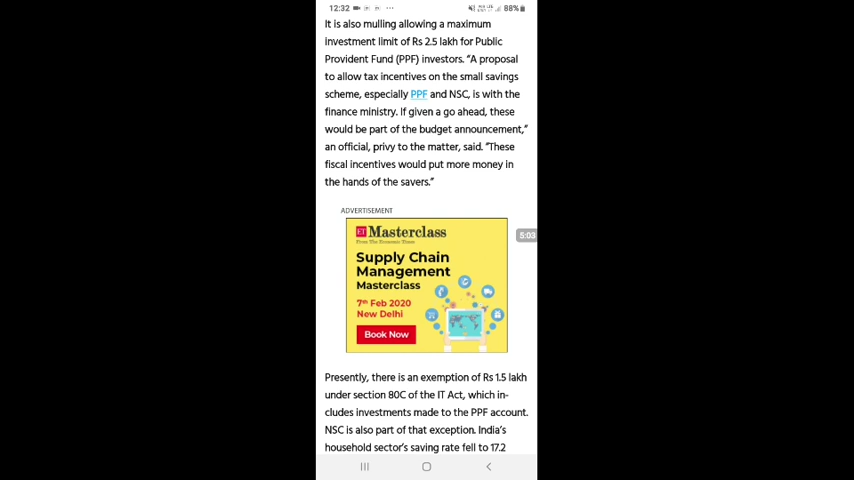 12:32
88%
It is also mulling allowing a maximum
investment limit of Rs 2.5 lakh for Public
Provident Fund (PPF) investors. “A proposal
to allow tax incentives on the small savings
scheme, especially PPF and NSC, is with the
finance ministry. If given a go ahead, these
would be part of the budget announcement,”
an official, privy to the matter, said. “These
fiscal incentives would put more money in
the hands of the savers.”
ADVERTISEMENT
ET Masterclass
From The Economic Times
Supply Chain
Management
Masterclass
7th Feb 2020
New Delhi
Book Now
5:03
Presently, there is an exemption of Rs 1.5 lakh
under section 80C of the IT Act, which in-
cludes investments made to the PPF account.
NSC is also part of that exception. India’s
household sector’s saving rate fell to 17.2